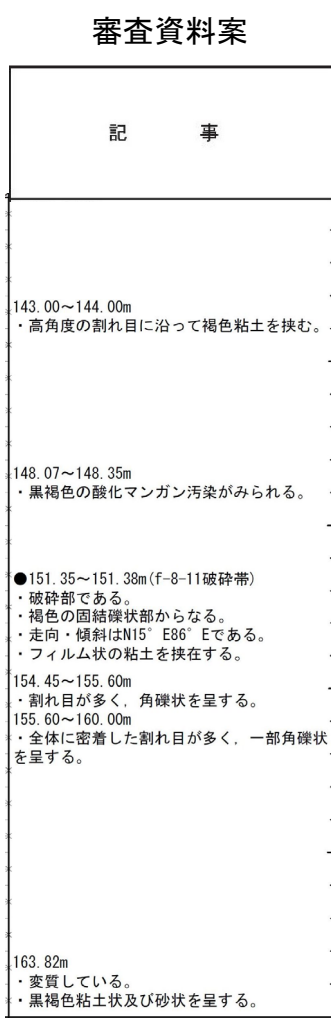 審査資料案
記 事
143.00～144.00m
・高角度の割れ目に沿って褐色粘土を挟む。
148.07～148.35m
・黒褐色の酸化マンガン汚染がみられる。
●151.35～151.38m(f-8-11破砕帯)
・破砕部である。
・褐色の固結礫状部からなる。
・走向・傾斜はN15°E86°Eである。
・フィルム状の粘土を挟在する。
154.45～155.60m
・割れ目が多く，角礫状を呈する。
155.60～160.00m
・全体に密着した割れ目が多く，一部角礫状
を呈する。
163.82m
・変質している。
・黒褐色粘土状及び砂状を呈する。